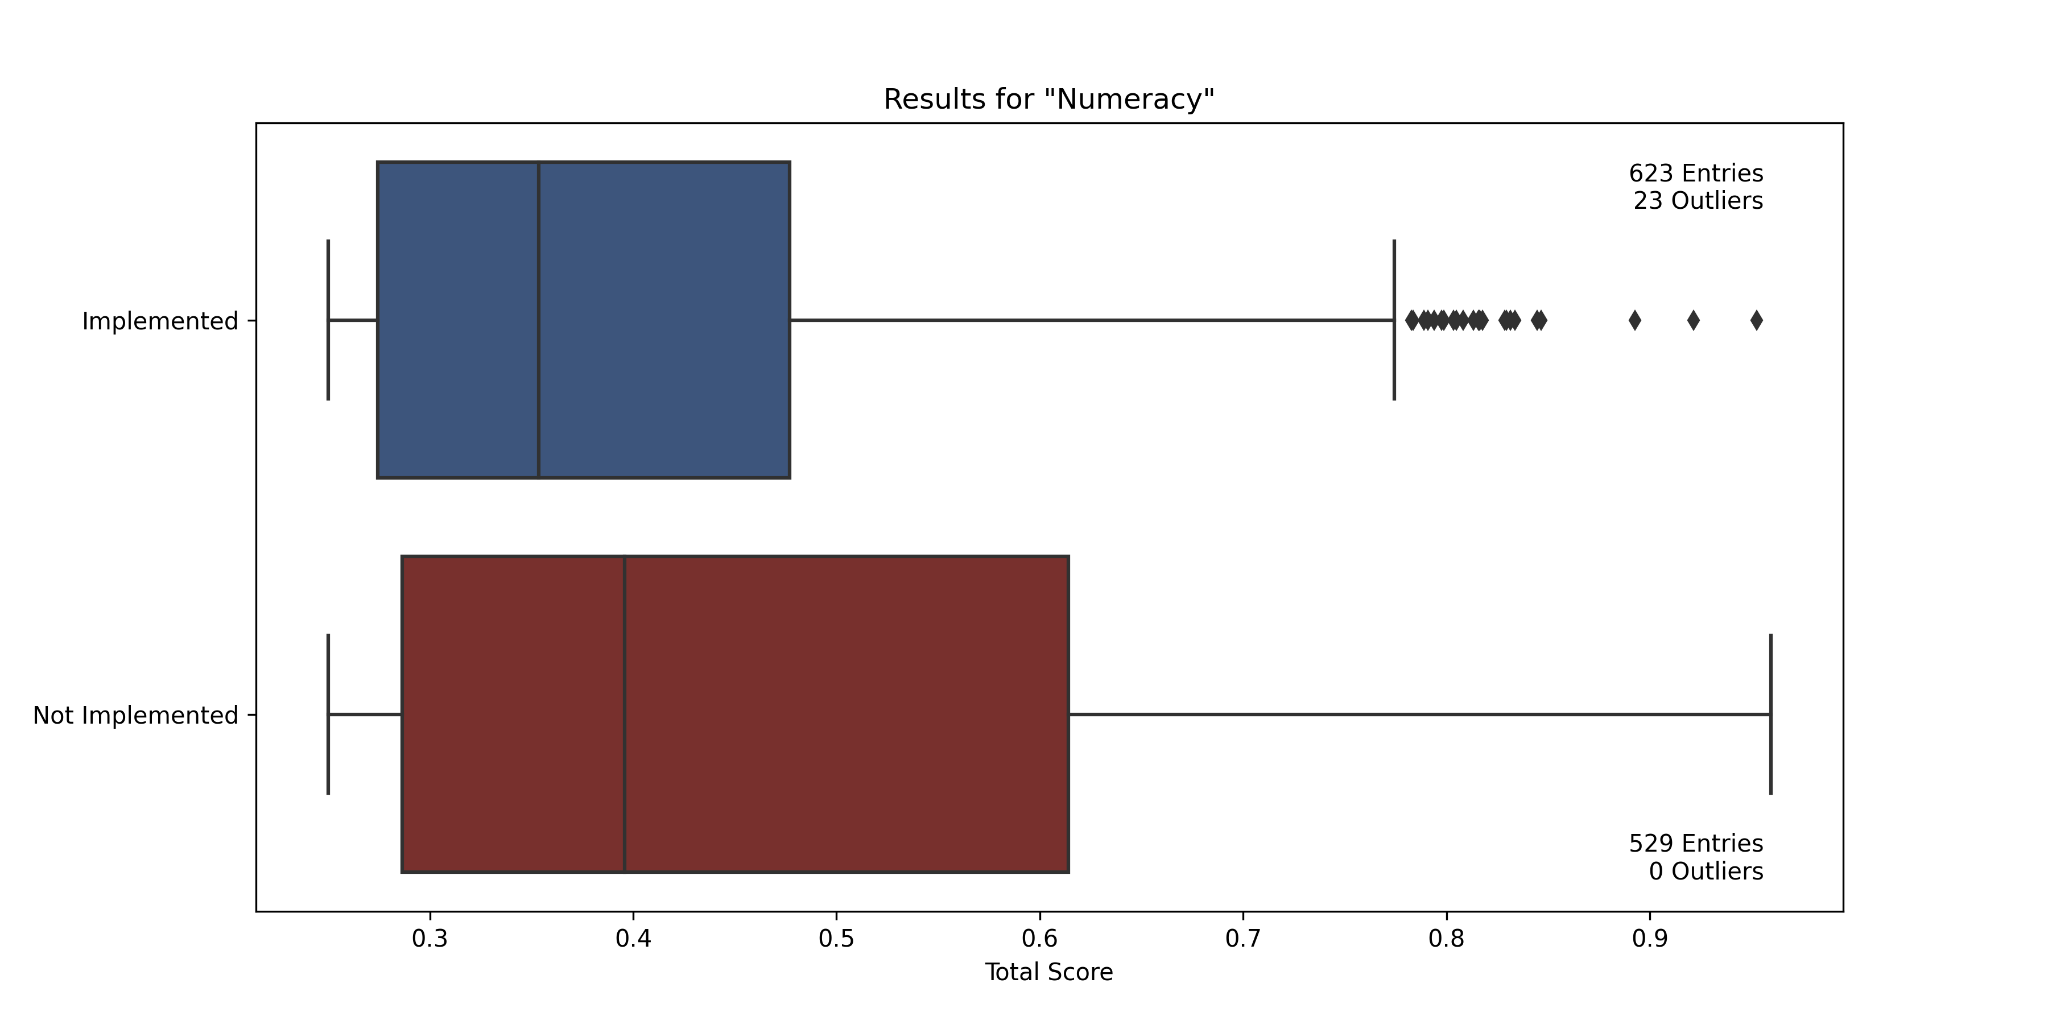 Results for "Numeracy"
623 Entries
23 Outliers
Implemented
Not Implemented
529 Entries
0 Outliers
0.3 0.4 0.5 0.6 0.7 0.8 0.9
Total Score